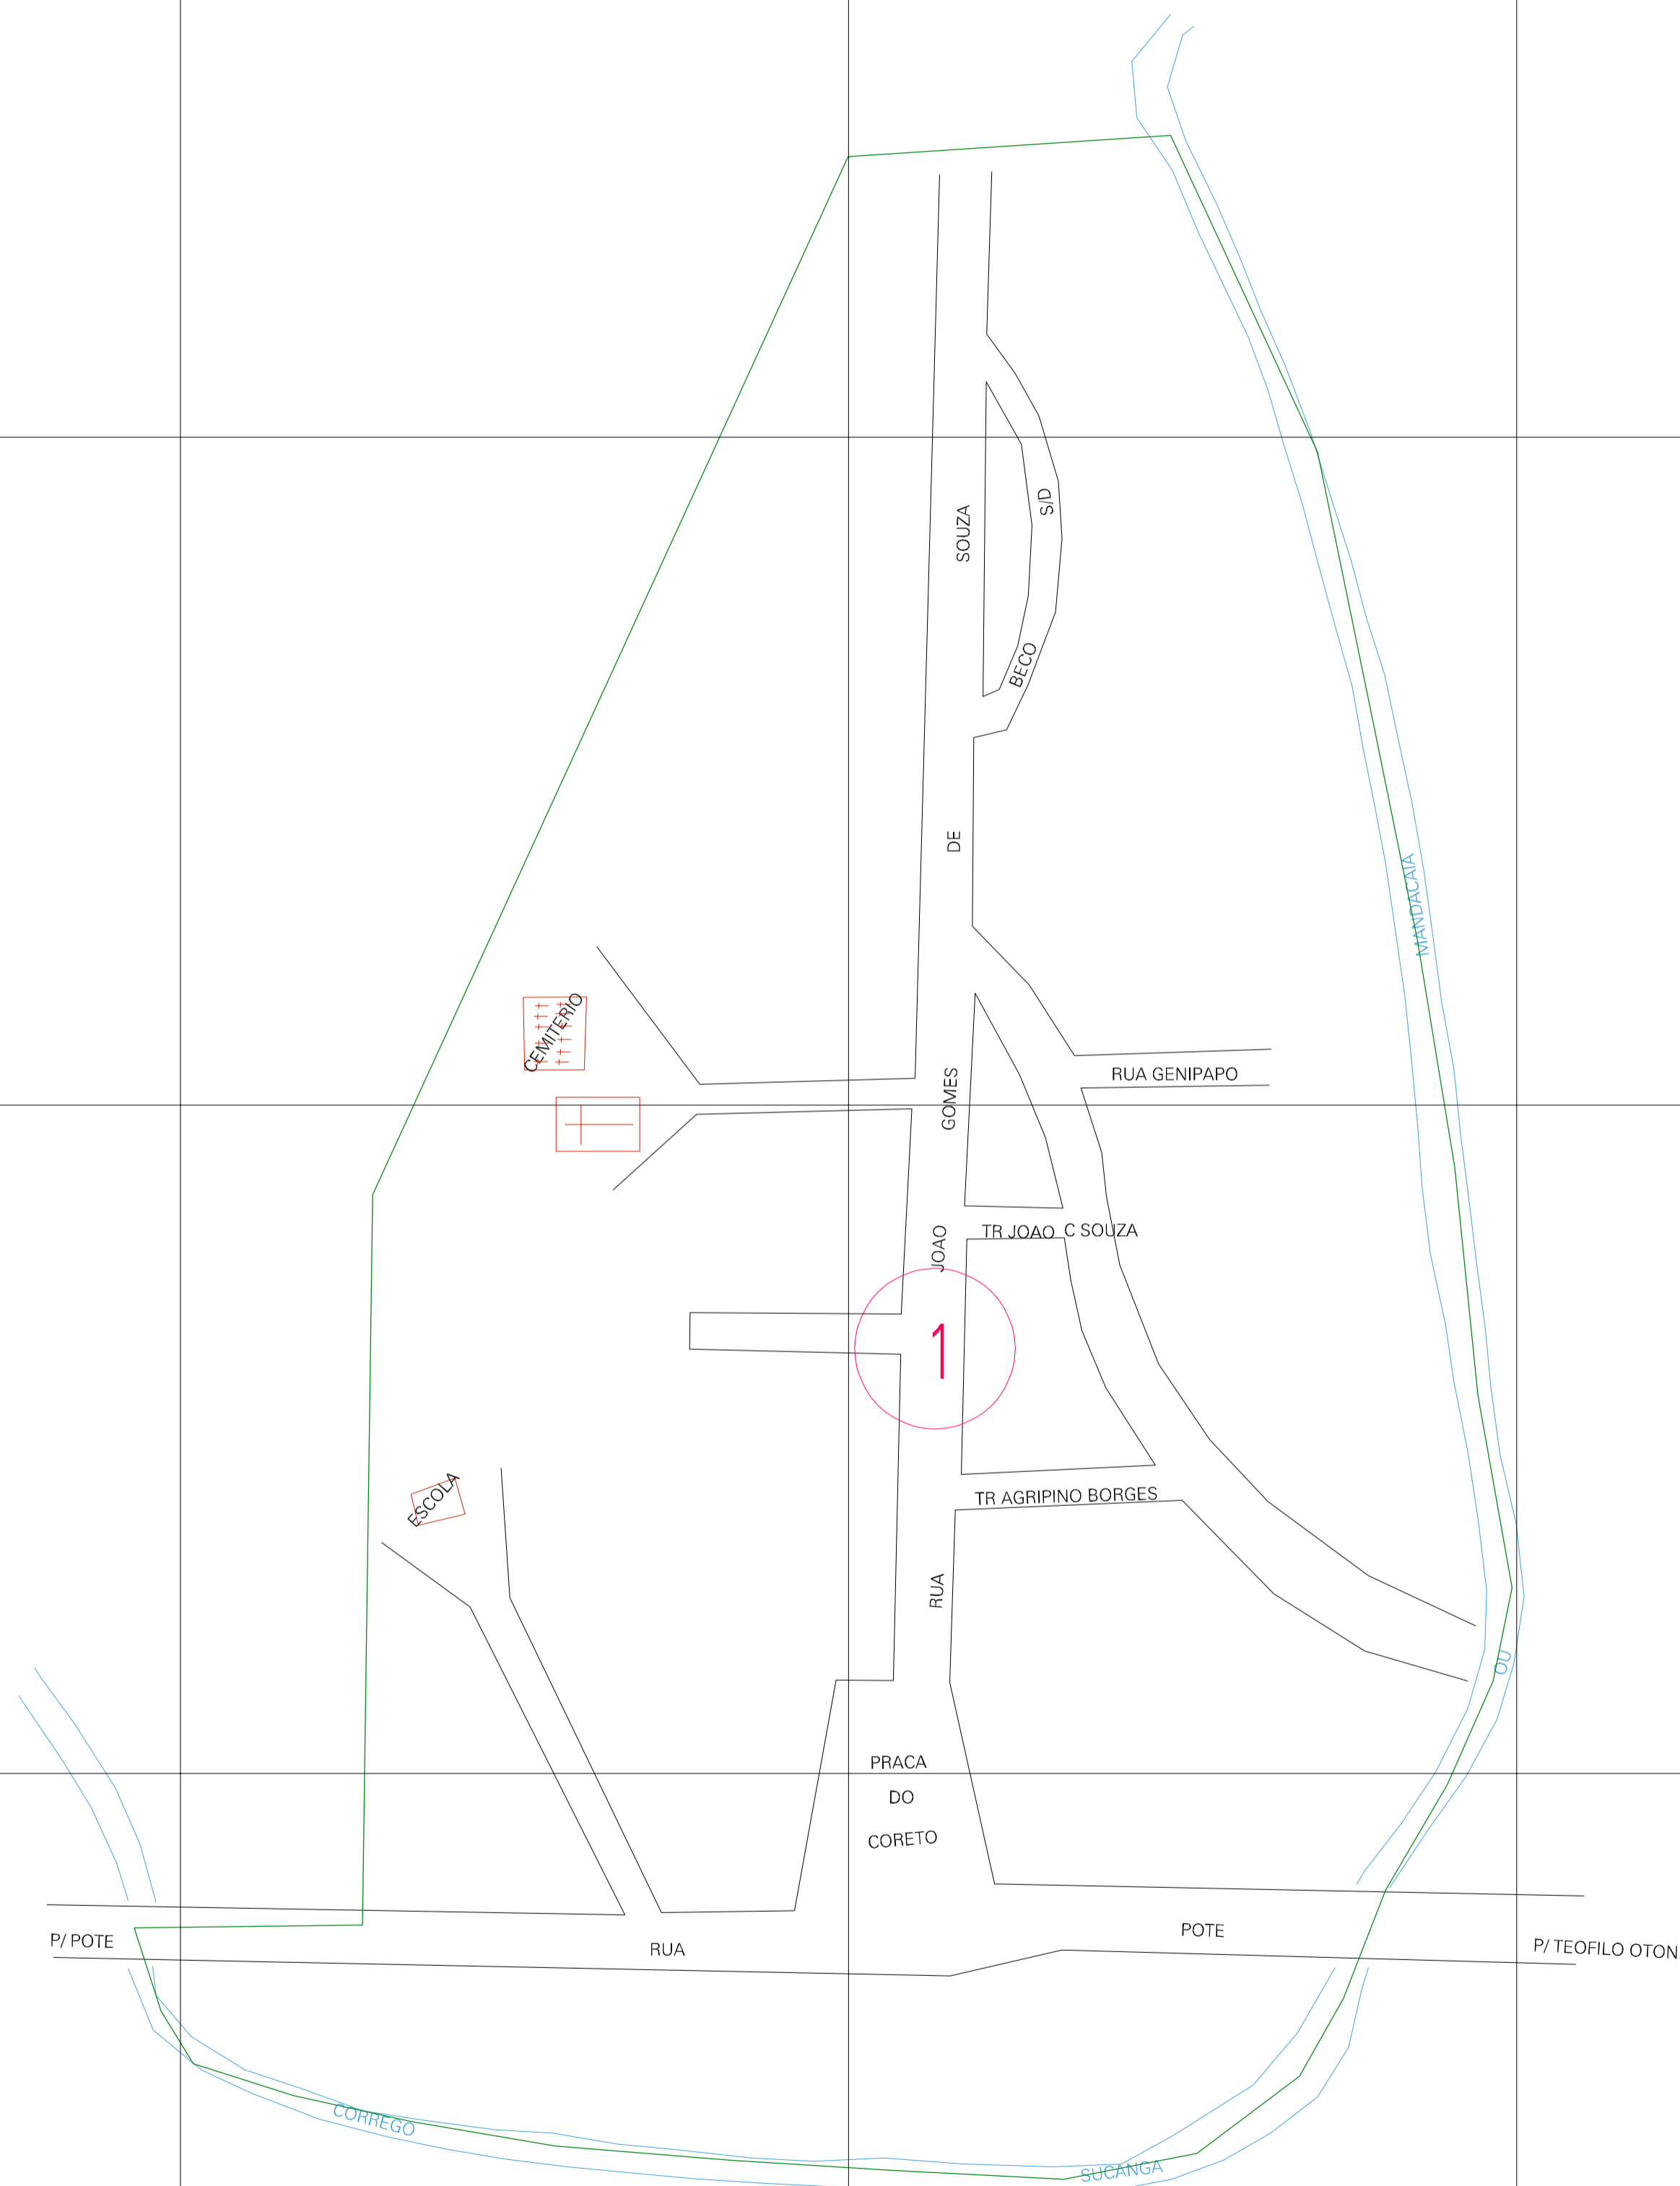 S/D
SOUZA
BECO
DE
MANDACAIA
CEMITERIO
RUA GENIPAPO
GOMES
TR JOAO C SOUZA
JOAO
1
ESCOLA
TR AGRIPINO BORGES
RUA
OU
PRACA
DO
CORETO
P/ POTE
RUA
POTE
P/ TEOFILO OTON
CORREGO
SUCANGA